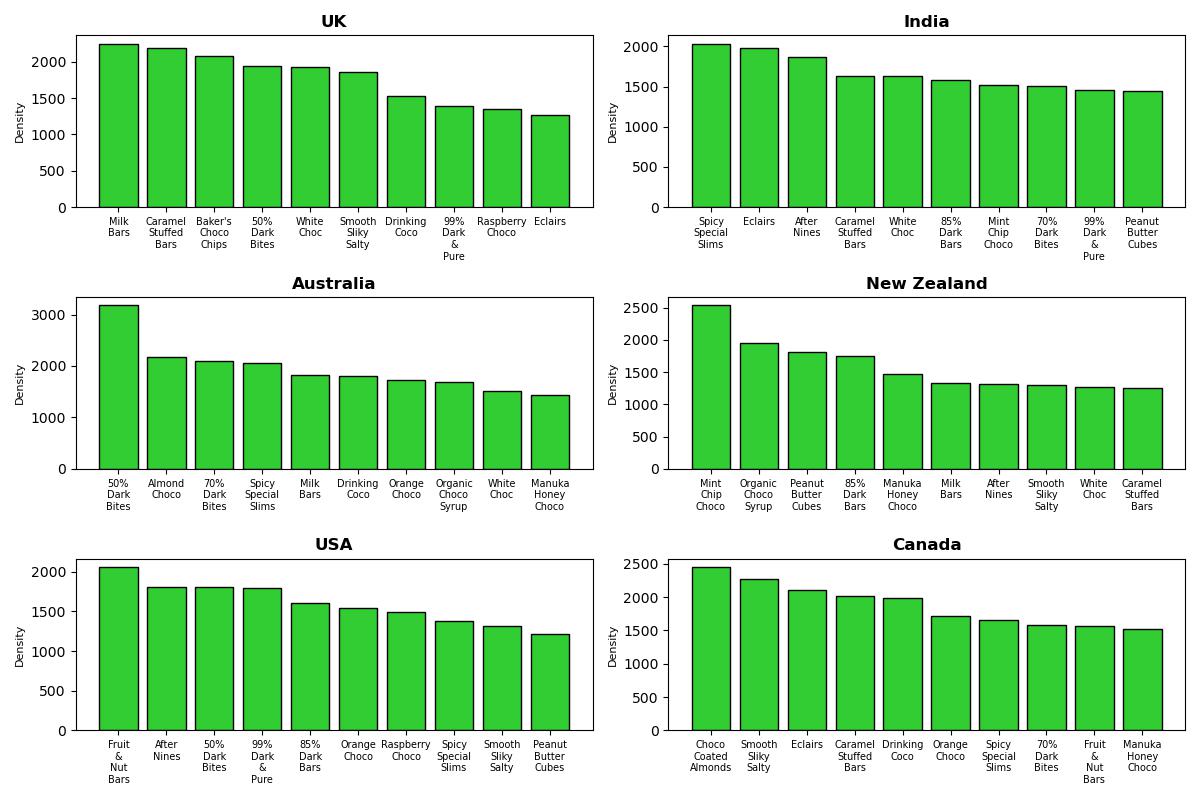 UK
Density
2000
1500
1000
500
0
Milk
Bars
Caramel
Stuffed
Bars
Baker's
Choco
Chips
50%
Dark
Bites
White
Choc
Smooth
Sliky
Salty
Drinking
Coco
99%
Dark
&
Pure
Raspberry
Choco
Eclairs
India
Density
2000
1500
1000
500
0
Spicy
Special
Slims
Eclairs
After
Nines
Caramel
Stuffed
Bars
White
Choc
85%
Dark
Bars
Mint
Chip
Choco
70%
Dark
Bites
99%
Dark
&
Pure
Peanut
Butter
Cubes
Australia
Density
3000
2000
1000
0
50%
Dark
Bites
Almond
Choco
70%
Dark
Bites
Spicy
Special
Slims
Milk
Bars
Drinking
Coco
Orange
Choco
Organic
Choco
Syrup
White
Choc
Manuka
Honey
Choco
New Zealand
Density
2500
2000
1500
1000
500
0
Mint
Chip
Choco
Organic
Choco
Syrup
Peanut
Butter
Cubes
85%
Dark
Bars
Manuka
Honey
Choco
Milk
Bars
After
Nines
Smooth
Sliky
Salty
White
Choc
Caramel
Stuffed
Bars
USA
Density
2000
1500
1000
500
0
Fruit
&
Nut
Bars
After
Nines
50%
Dark
Bites
99%
Dark
&
Pure
85%
Dark
Bars
Orange
Choco
Raspberry
Choco
Spicy
Special
Slims
Smooth
Sliky
Salty
Peanut
Butter
Cubes
Canada
Density
2500
2000
1500
1000
500
0
Choco
Coated
Almonds
Smooth
Sliky
Salty
Eclairs
Caramel
Stuffed
Bars
Drinking
Coco
Orange
Choco
Spicy
Special
Slims
70%
Dark
Bites
Fruit
&
Nut
Bars
Manuka
Honey
Choco